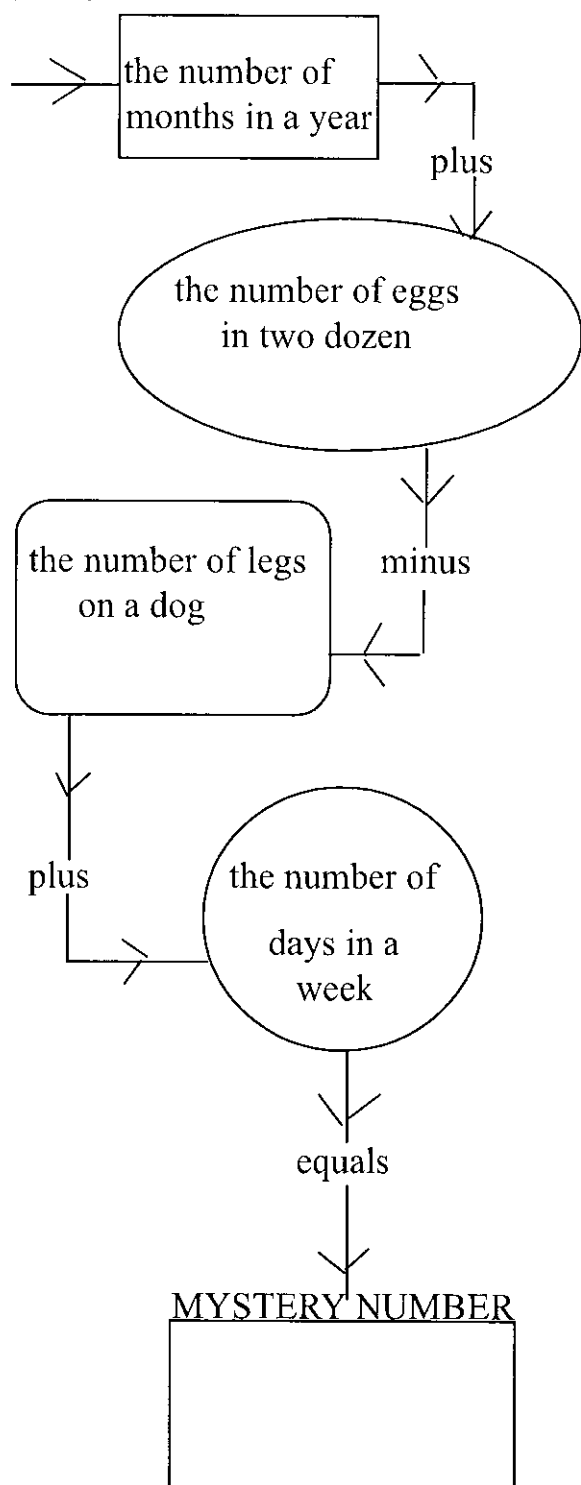 the number of
months in a year
plus
the number of eggs
in two dozen
minus
the number of legs
on a dog
plus
the number of
days in a
week
equals
MYSTERY NUMBER